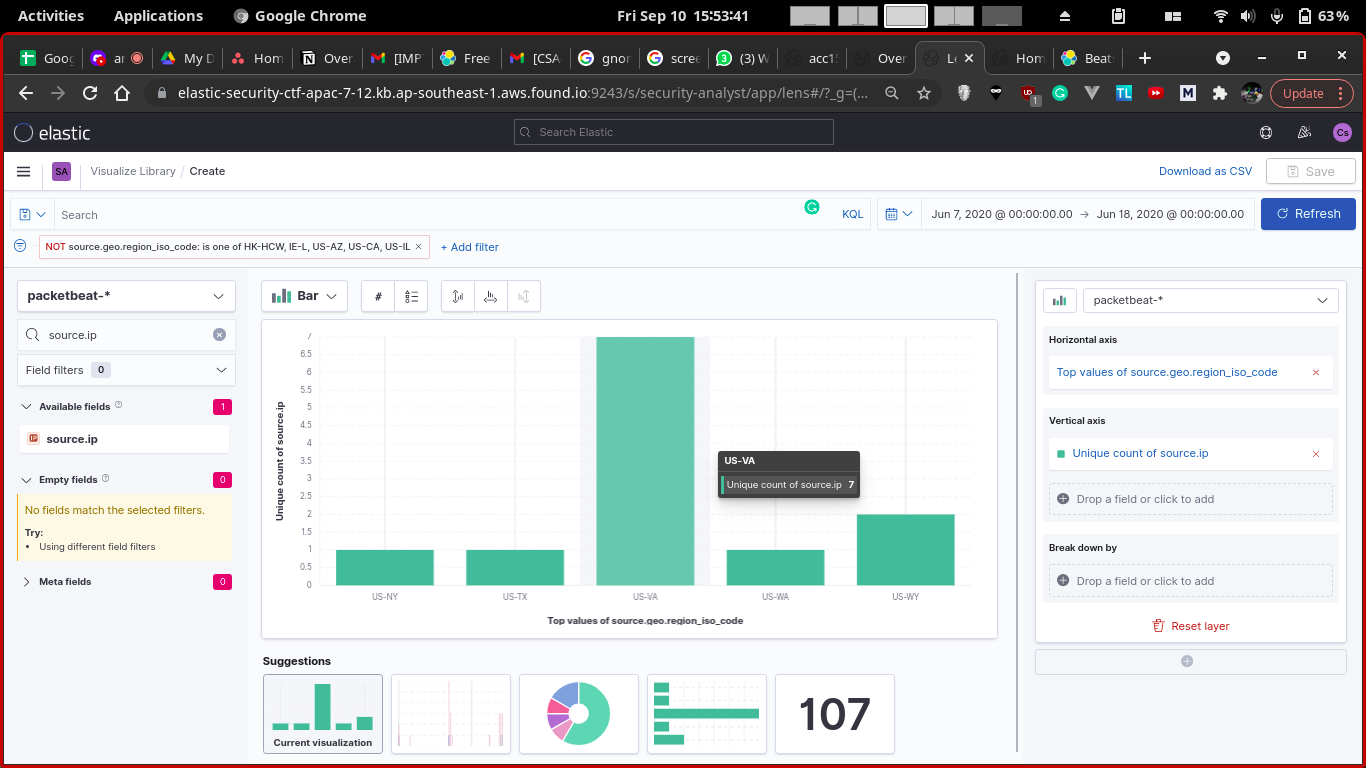 Activities Applications Google Chrome Fri Sep 10 15:53:41 63%
Goog ar My D Hom Over [IMP Free [CSA gnor scree (3) W acc15 Over Le Hom Beat
elastic-security-ctf-apac-7-12.kb.ap-southeast-1.aws.found.io:9243/s/security-analyst/app/lens#/?_g=(... UD 1 TL M Update
elastic Search Elastic Cs
SA Visualize Library / Create Download as CSV Save
Search KQL Jun 7, 2020 @ 00:00:00.00 → Jun 18, 2020 @ 00:00:00.00 Refresh
NOT source.geo.region_iso_code: is one of HK-HCW, IE-L, US-AZ, US-CA, US-IL × + Add filter
packetbeat-*
source.ip
Field filters 0
Available fields 1
IP source.ip
Empty fields 0
No fields match the selected filters.
Try:
• Using different field filters
Meta fields 0
Bar #
Unique count of source.ip
7
6.5
6
5.5
5
4.5
4
3.5
3
2.5
2
1.5
1
0.5
0
US-VA
Unique count of source.ip 7
US-NY US-TX US-VA US-WA US-WY
Top values of source.geo.region_iso_code
Suggestions
Current visualization
107
packetbeat-*
Horizontal axis
Top values of source.geo.region_iso_code ×
Vertical axis
Unique count of source.ip ×
Drop a field or click to add
Break down by
Drop a field or click to add
Reset layer